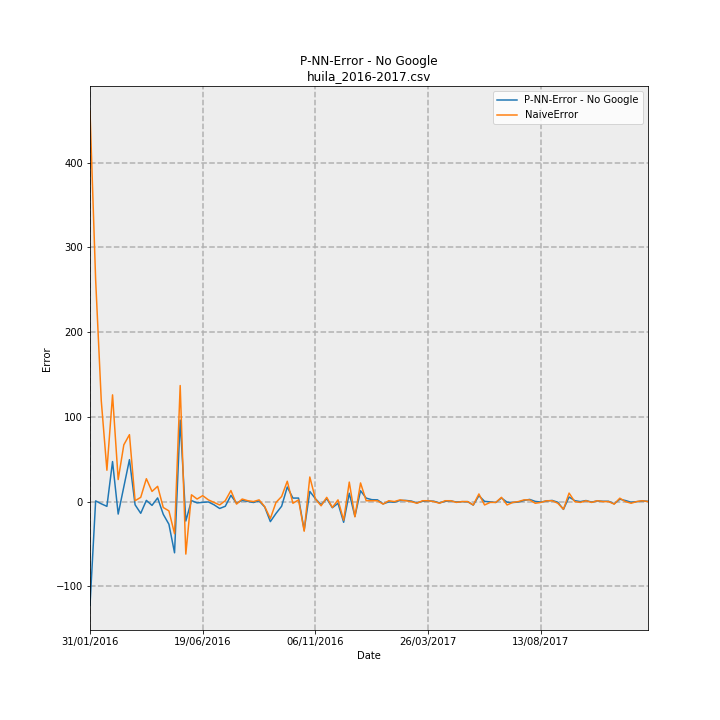 P-NN-Error - No Google
huila_2016-2017.csv
P-NN-Error - No Google
NaiveError
400
300
200
100
0
−100
Error
31/01/2016 19/06/2016 06/11/2016 26/03/2017 13/08/2017
Date